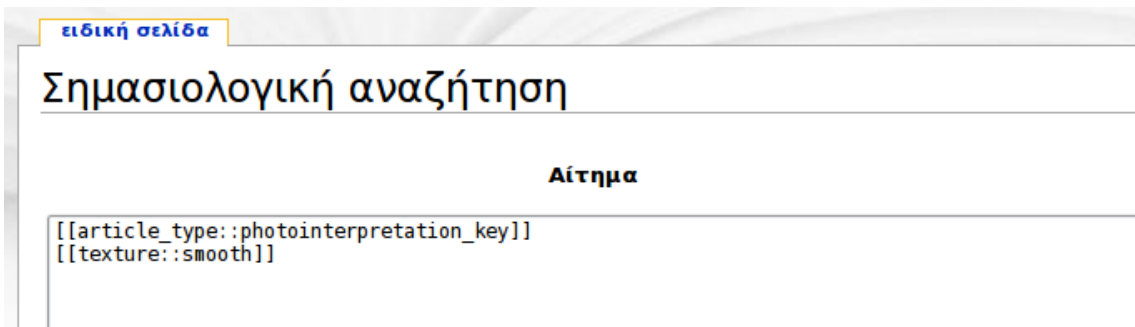 ειδική σελίδα
Σημασιολογική αναζήτηση
Αίτημα
[[article_type::photointerpretation_key]]
[[texture::smooth]]